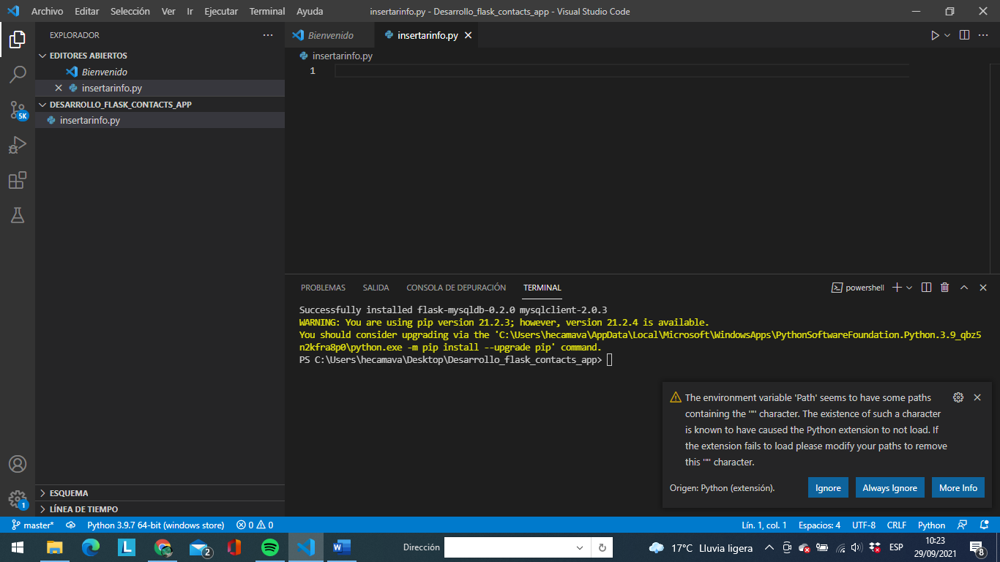 Archivo Editar Selección Ver Ir Ejecutar Terminal Ayuda
insertarinfo.py - Desarrollo_flask_contacts_app - Visual Studio Code
EXPLORADOR
EDITORES ABIERTOS
Bienvenido
insertarinfo.py
DESARROLLO_FLASK_CONTACTS_APP
insertarinfo.py
5K
ESQUEMA
LÍNEA DE TIEMPO
1
Bienvenido
insertarinfo.py
insertarinfo.py
1
PROBLEMAS SALIDA CONSOLA DE DEPURACIÓN TERMINAL
powershell
Successfully installed flask-mysqldb-0.2.0 mysqlclient-2.0.3
WARNING: You are using pip version 21.2.3; however, version 21.2.4 is available.
You should consider upgrading via the 'C:\Users\hecamava\AppData\Local\Microsoft\WindowsApps\PythonSoftwareFoundation.Python.3.9_qbz5
n2kfra8p0\python.exe -m pip install --upgrade pip' command.
PS C:\Users\hecamava\Desktop\Desarrollo_flask_contacts_app>
The environment variable 'Path' seems to have some paths
containing the '"' character. The existence of such a character
is known to have caused the Python extension to not load. If
the extension fails to load please modify your paths to remove
this '"' character.
Origen: Python (extensión).
Ignore
Always Ignore
More Info
master*
Python 3.9.7 64-bit (windows store)
0 0
Lín. 1, col. 1
Espacios: 4
UTF-8
CRLF
Python
L
2
W
Dirección
17°C Lluvia ligera
ESP
10:23
29/09/2021
8